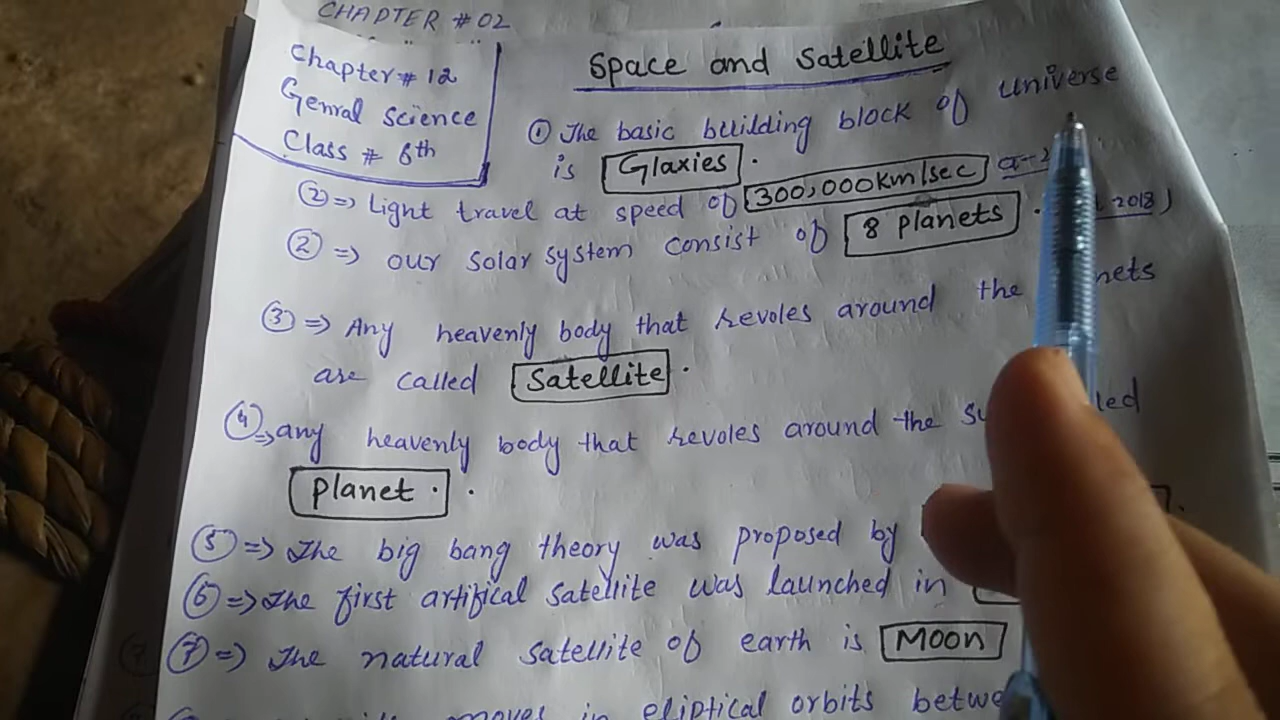 CHAPTER # 02
Chapter # 12
Genral Science
Class # 8th
Space and Satellite
① The basic building block of universe
is Glaxies.
② ⇒ Light travel at speed of 300,000km/sec
② ⇒ our solar system consist of 8 planets. 2018)
③ ⇒ Any heavenly body that revoles around the
are called Satellite.
④ ⇒ any heavenly body that revoles around the
planet. .
⑤ ⇒ The big bang theory was proposed by
⑥ ⇒ The first artifical satellite was launched in
⑦ ⇒ The natural satellite of earth is Moon
moves in eliptical orbits